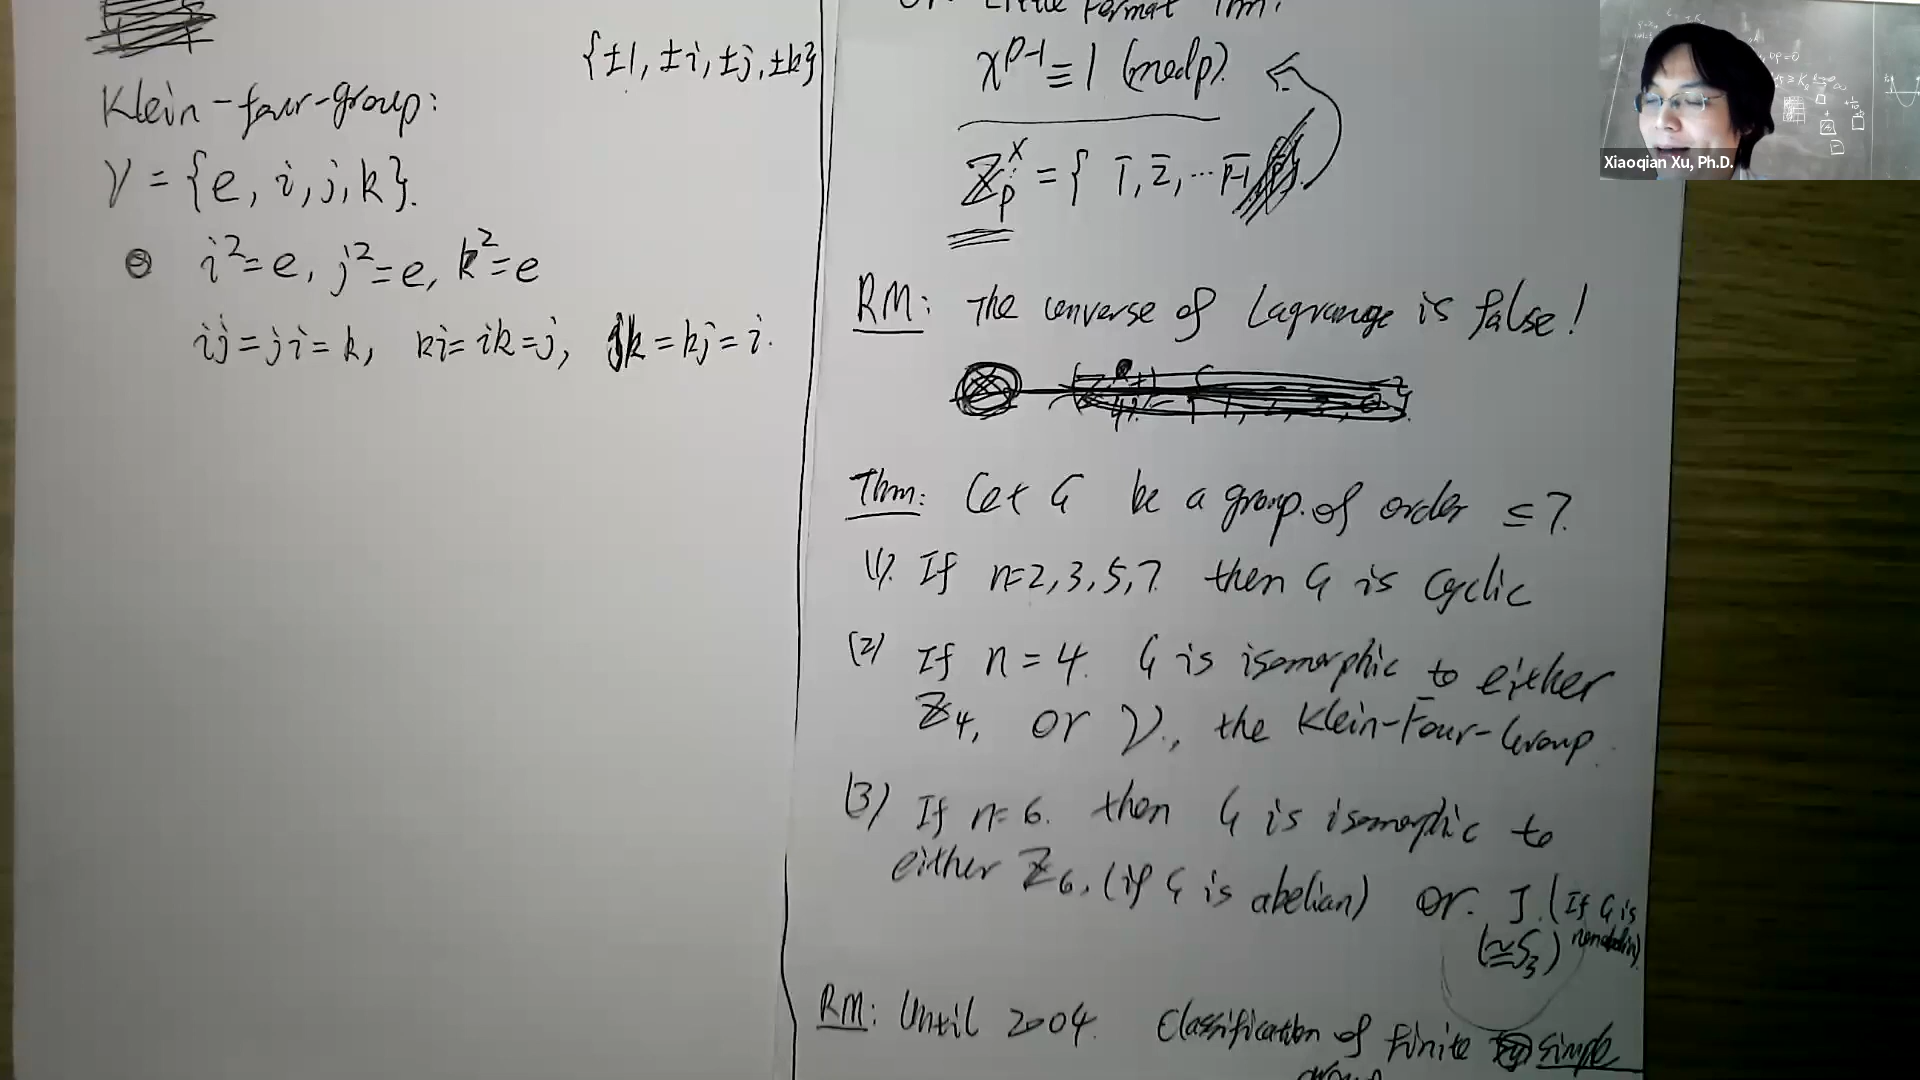 {±1, ±i, ±j, ±k}
Klein-four-group:
V = {e, i, j, k}.
i² = e, j² = e, k² = e
ij = ji = k, ki = ik = j, jk = kj = i.
or Little Fermat Thm:
x^{p-1} ≡ 1 (mod p).
Z_p^× = { 1̄, 2̄, ... p-1
RM: The converse of Lagrange is false!
Thm: Let G be a group. of order ≤ 7.
(1). If n=2,3,5,7. then G is cyclic
(2) If n = 4. G is isomorphic to either
Z₄, or V., the Klein-Four-Group.
(3) If n=6. then G is isomorphic to
either Z₆. (if G is abelian) or. J. (If G is
(≃S₃) nonabelian).
RM: Until 2004. Classification of finite simple
group
Xiaoqian Xu, Ph.D.